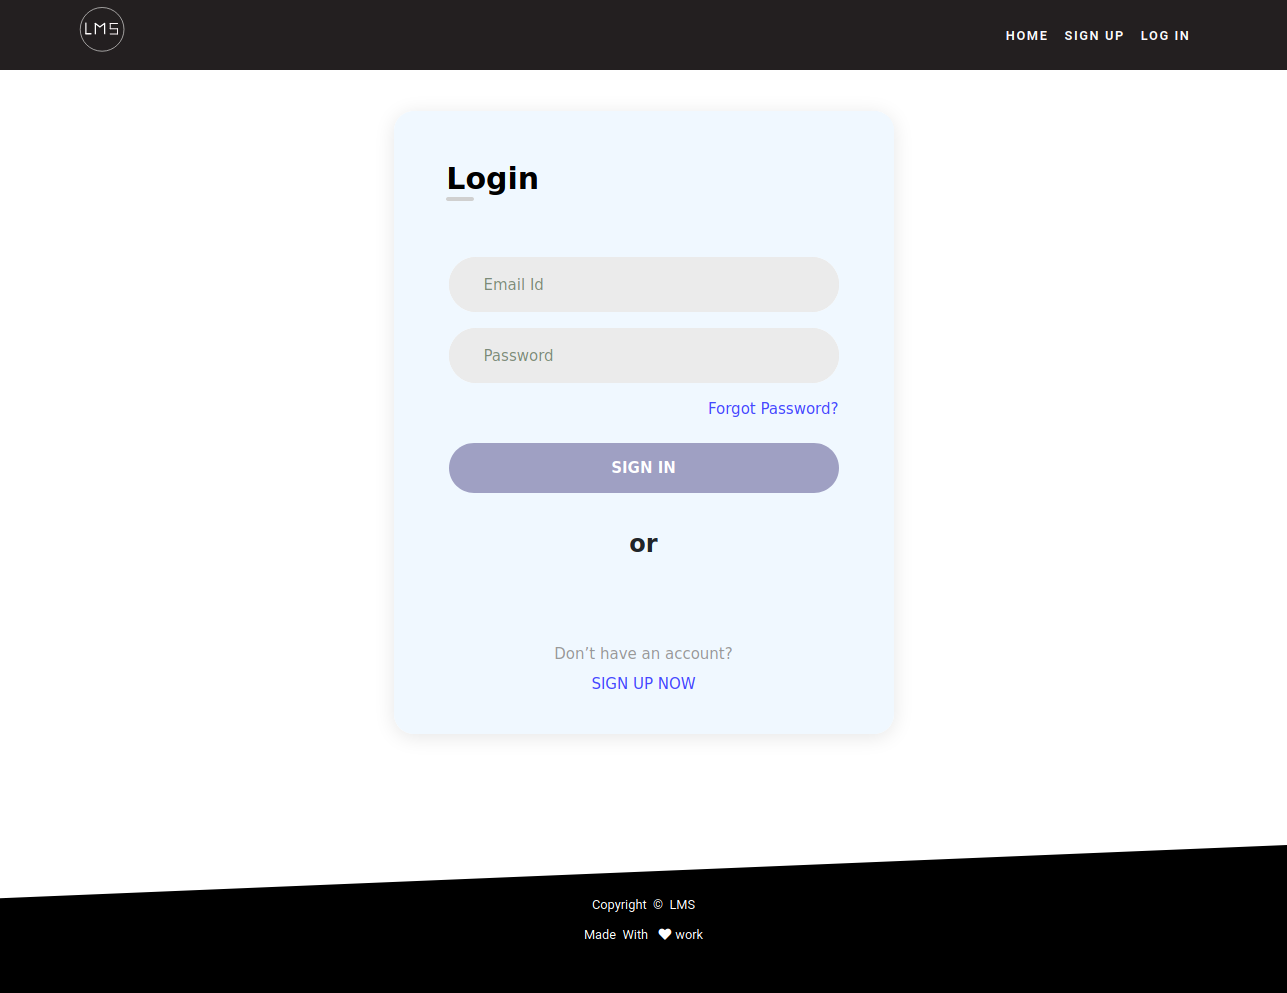 LMS
HOME SIGN UP LOG IN
Login
Email Id
Password
Forgot Password?
SIGN IN
or
Don’t have an account?
SIGN UP NOW
Copyright © LMS
Made With ♥ work